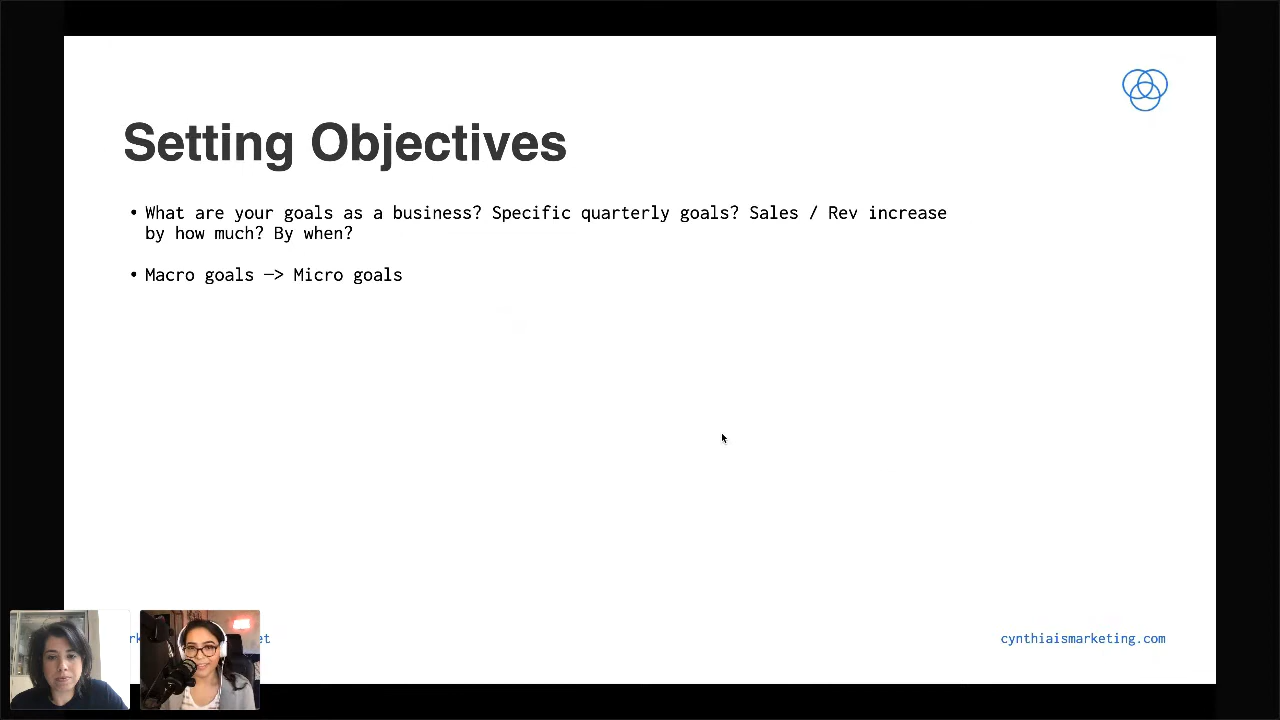 Setting Objectives
• What are your goals as a business? Specific quarterly goals? Sales / Rev increase
by how much? By when?
• Macro goals —> Micro goals
cynthiaismarketing.com